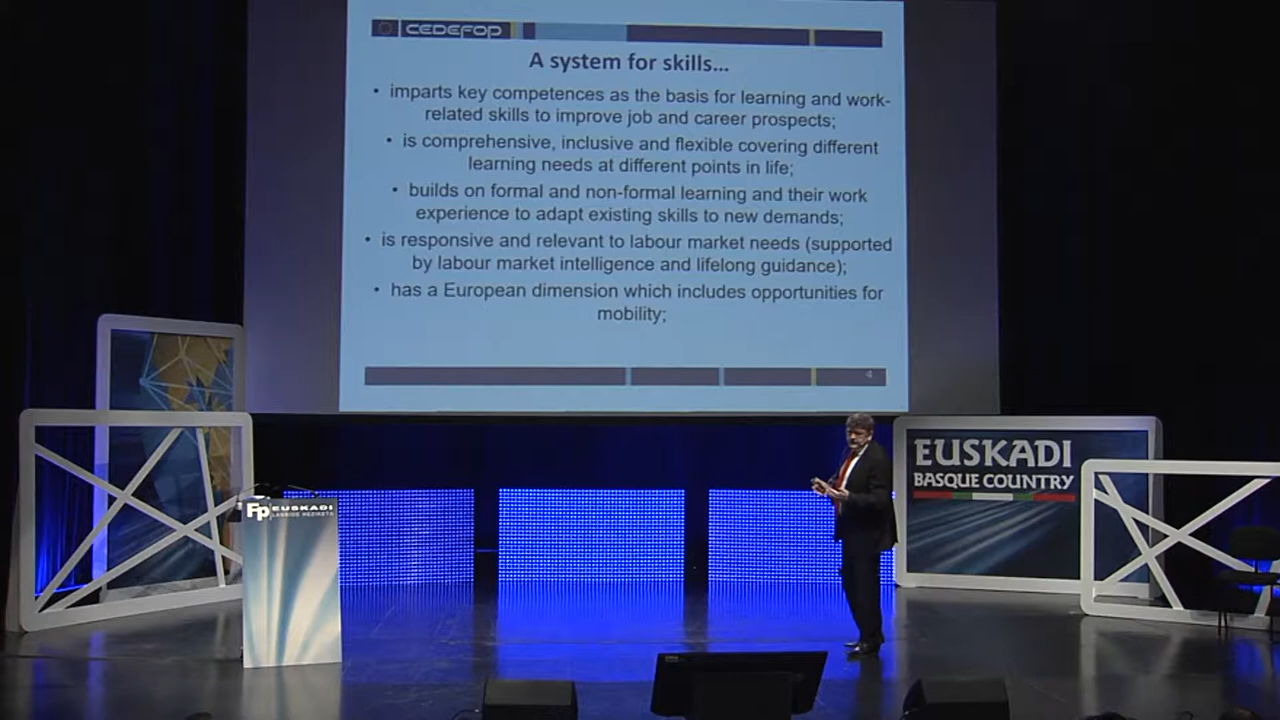 CEDEFOP
A system for skills...
• imparts key competences as the basis for learning and work-
related skills to improve job and career prospects;
• is comprehensive, inclusive and flexible covering different
learning needs at different points in life;
• builds on formal and non-formal learning and their work
experience to adapt existing skills to new demands;
• is responsive and relevant to labour market needs (supported
by labour market intelligence and lifelong guidance);
• has a European dimension which includes opportunities for
mobility;
4
EUSKADI
BASQUE COUNTRY
Fp EUSKADI
LANBIDE HEZIKETA